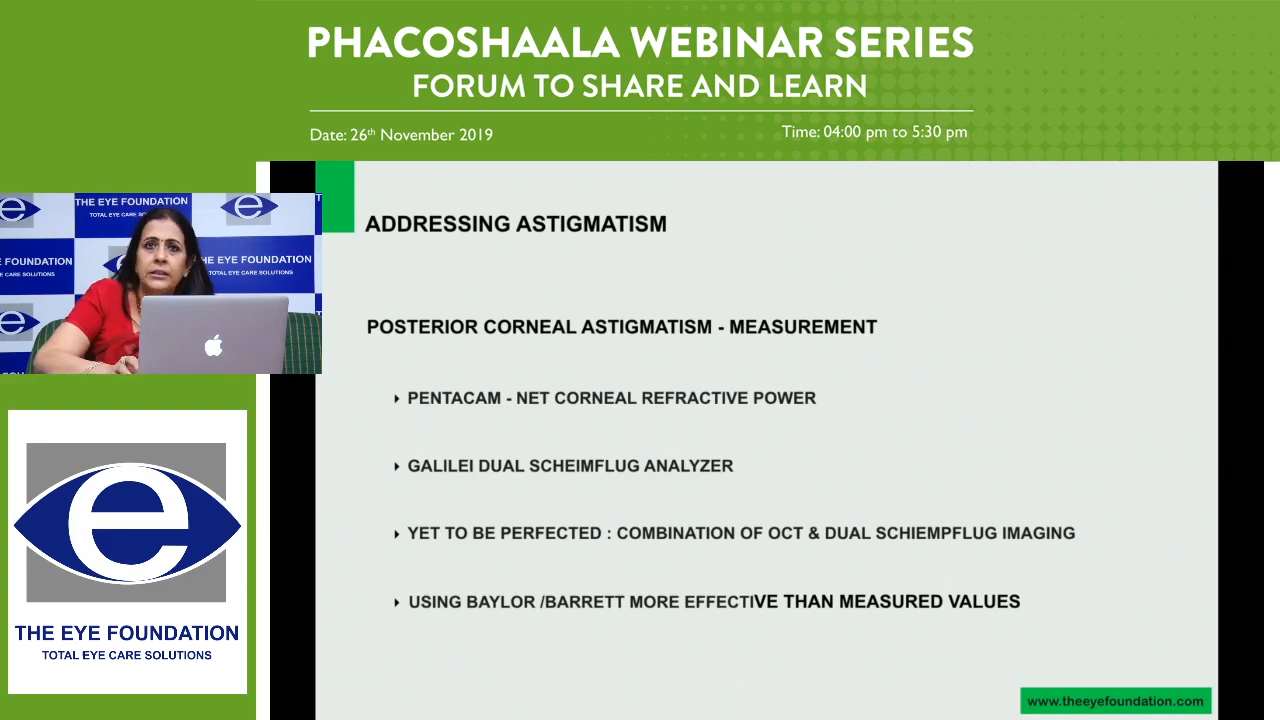 PHACOSHAALA WEBINAR SERIES
FORUM TO SHARE AND LEARN
Date: 26th November 2019
Time: 04:00 pm to 5:30 pm
THE EYE FOUNDATION
TOTAL EYE CARE
E FOUNDATION
E CARE SOLUTIONS
HE EYE FOUNDATION
TOTAL EYE CARE SOLUTIONS
e
THE EYE FOUNDATION
TOTAL EYE CARE SOLUTIONS
ADDRESSING ASTIGMATISM
POSTERIOR CORNEAL ASTIGMATISM - MEASUREMENT
PENTACAM - NET CORNEAL REFRACTIVE POWER
GALILEI DUAL SCHEIMFLUG ANALYZER
YET TO BE PERFECTED : COMBINATION OF OCT & DUAL SCHIEMPFLUG IMAGING
USING BAYLOR /BARRETT MORE EFFECTIVE THAN MEASURED VALUES
www.theeyefoundation.com